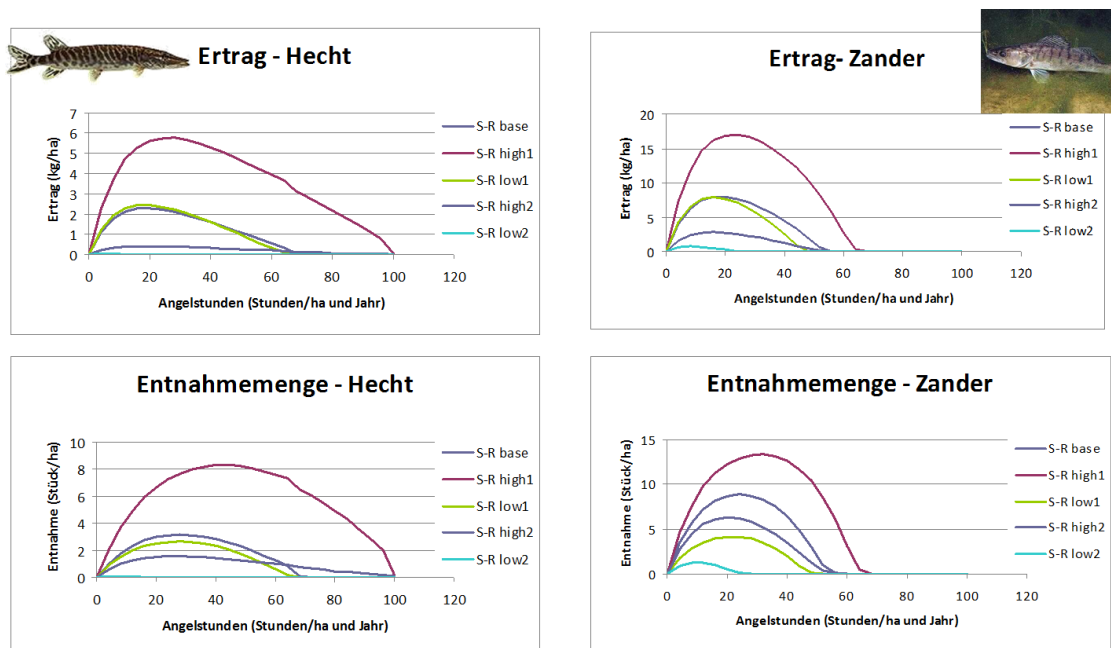 Ertrag - Hecht
Ertrag (kg/ha)
7
6
5
4
3
2
1
0
0 20 40 60 80 100 120
Angelstunden (Stunden/ha und Jahr)
S-R base
S-R high1
S-R low1
S-R high2
S-R low2
Ertrag- Zander
Ertrag (kg/ha)
20
15
10
5
0
0 20 40 60 80 100 120
Angelstunden (Stunden/ha und Jahr)
S-R base
S-R high1
S-R low1
S-R high2
S-R low2
Entnahmemenge - Hecht
Entnahme (Stück/ha)
10
8
6
4
2
0
0 20 40 60 80 100 120
Angelstunden (Stunden/ha und Jahr)
S-R base
S-R high1
S-R low1
S-R high2
S-R low2
Entnahmemenge - Zander
Entnahme (Stück/ha)
15
10
5
0
0 20 40 60 80 100 120
Angelstunden (Stunden/ha und Jahr)
S-R base
S-R high1
S-R low1
S-R high2
S-R low2